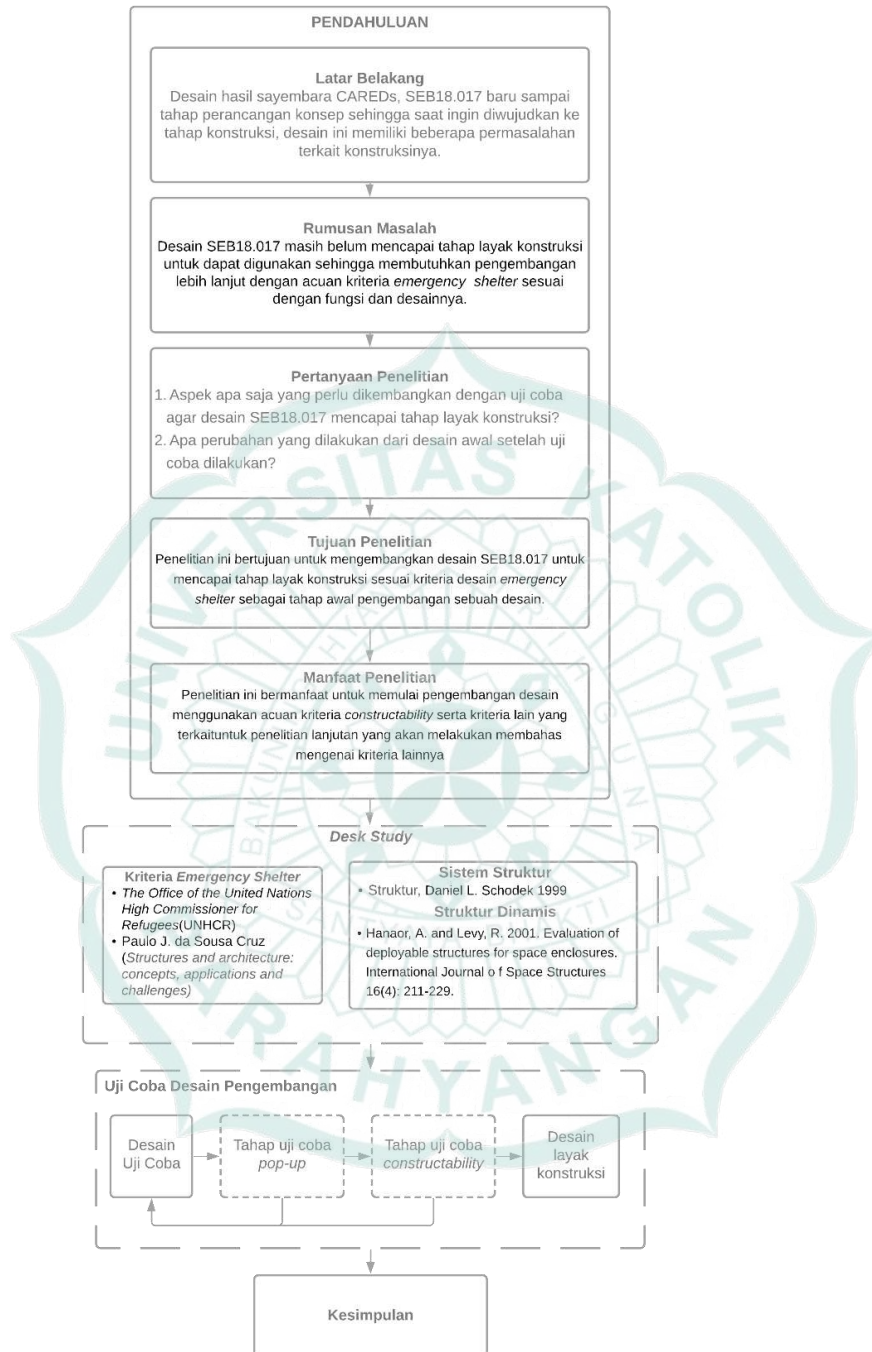 PENDAHULUAN
Latar Belakang
Desain hasil sayembara CAREDs, SEB18.017 baru sampai
tahap perancangan konsep sehingga saat ingin diwujudkan ke
tahap konstruksi, desain ini memiliki beberapa permasalahan
terkait konstruksinya.
Rumusan Masalah
Desain SEB18.017 masih belum mencapai tahap layak konstruksi
untuk dapat digunakan sehingga membutuhkan pengembangan
lebih lanjut dengan acuan kriteria emergency shelter sesuai
dengan fungsi dan desainnya.
Pertanyaan Penelitian
1. Aspek apa saja yang perlu dikembangkan dengan uji coba
agar desain SEB18.017 mencapai tahap layak konstruksi?
2. Apa perubahan yang dilakukan dari desain awal setelah uji
coba dilakukan?
Tujuan Penelitian
Penelitian ini bertujuan untuk mengembangkan desain SEB18.017 untuk
mencapai tahap layak konstruksi sesuai kriteria desain emergency
shelter sebagai tahap awal pengembangan sebuah desain.
Manfaat Penelitian
Penelitian ini bermanfaat untuk memulai pengembangan desain
menggunakan acuan kriteria constructability serta kriteria lain yang
terkaituntuk penelitian lanjutan yang akan melakukan membahas
mengenai kriteria lainnya
Desk Study
Kriteria Emergency Shelter
• The Office of the United Nations
High Commissioner for
Refugees(UNHCR)
• Paulo J. da Sousa Cruz
(Structures and architecture:
concepts, applications and
challenges)
Sistem Struktur
• Struktur, Daniel L. Schodek 1999
Struktur Dinamis
• Hanaor, A. and Levy, R. 2001. Evaluation of
deployable structures for space enclosures.
International Journal o f Space Structures
16(4): 211-229.
Uji Coba Desain Pengembangan
Desain
Uji Coba
Tahap uji coba
pop-up
Tahap uji coba
constructability
Desain
layak
konstruksi
Kesimpulan
UNIVERSITAS KATOLIK
PARAHYANGAN